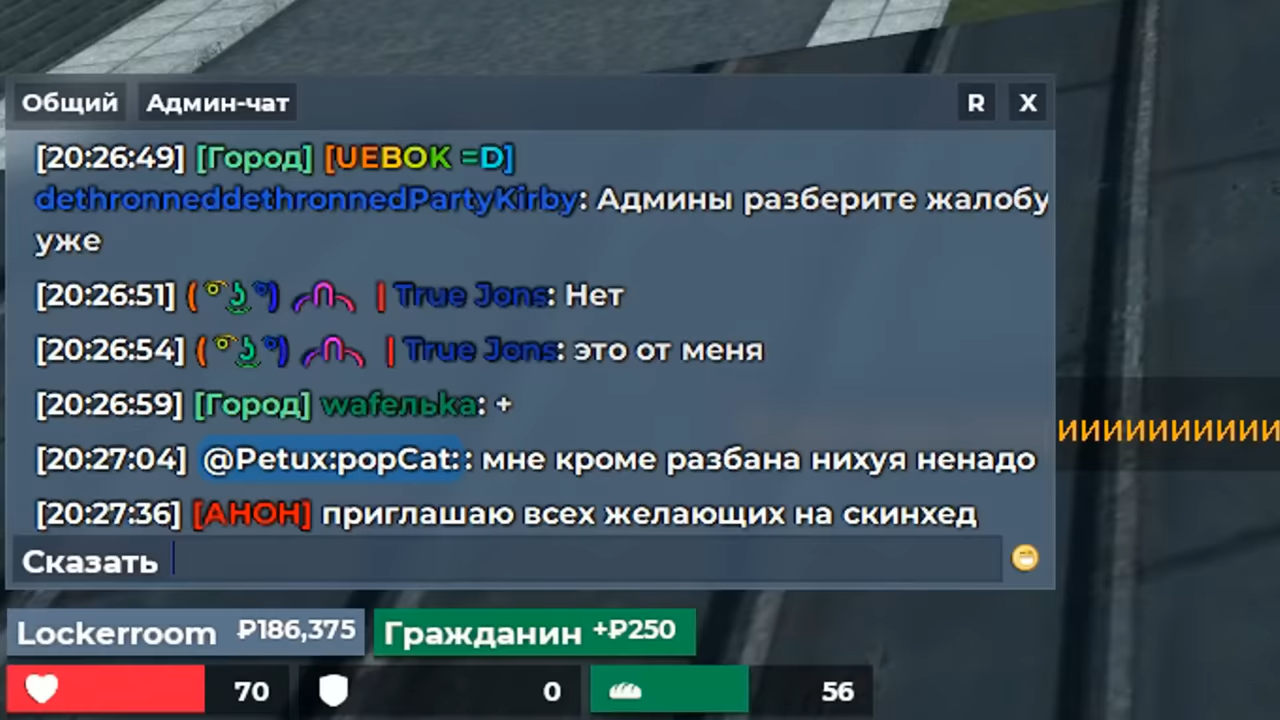 Общий Админ-чат R X
[20:26:49] [Город] [UEBOK =D]
dethronneddethronnedPartyKirby: Админы разберите жалобу
уже
[20:26:51] ( ͡° ͜ʖ ͡°) ╭∩╮ | True Jons: Нет
[20:26:54] ( ͡° ͜ʖ ͡°) ╭∩╮ | True Jons: это от меня
[20:26:59] [Город] wafелька: +
[20:27:04] @Petux:popCat: : мне кроме разбана нихуя ненадо
[20:27:36] [АНОН] приглашаю всех желающих на скинхед
Сказать
иииииииииии
Lockerroom ₽186,375 Гражданин +₽250
70 0 56